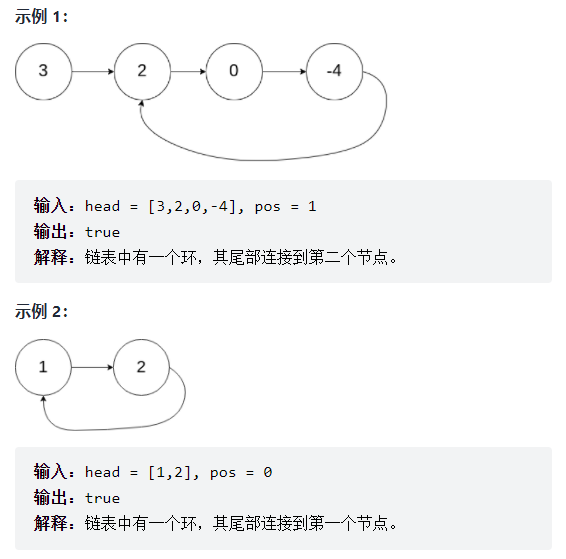 示例 1：
3 2 0 -4
输入：head = [3,2,0,-4], pos = 1
输出：true
解释：链表中有一个环，其尾部连接到第二个节点。
示例 2：
1 2
输入：head = [1,2], pos = 0
输出：true
解释：链表中有一个环，其尾部连接到第一个节点。